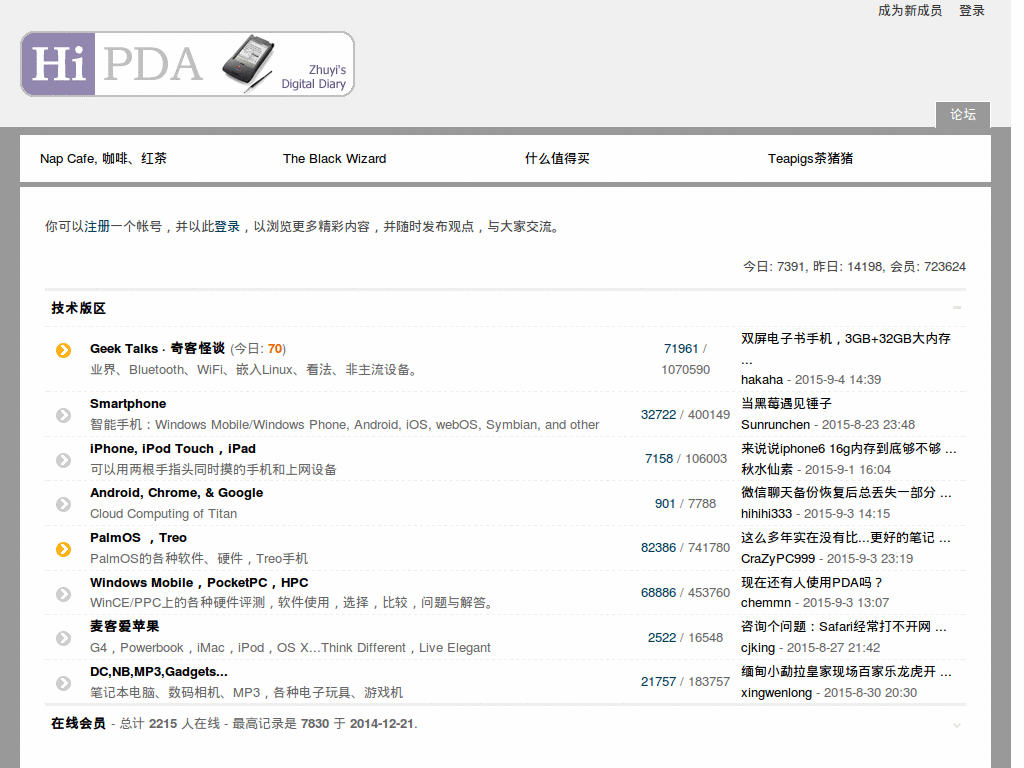 成为新成员 登录
Hi PDA
Zhuyi's
Digital Diary
论坛
Nap Cafe, 咖啡、红茶 The Black Wizard 什么值得买 Teapigs茶猪猪
你可以注册一个帐号，并以此登录，以浏览更多精彩内容，并随时发布观点，与大家交流。
今日: 7391, 昨日: 14198, 会员: 723624
技术版区
Geek Talks · 奇客怪谈 (今日: 70)
业界、Bluetooth、WiFi、嵌入Linux、看法、非主流设备。
71961 /
1070590
双屏电子书手机，3GB+32GB大内存
...
hakaha - 2015-9-4 14:39
Smartphone
智能手机：Windows Mobile/Windows Phone, Android, iOS, webOS, Symbian, and other
32722 / 400149
当黑莓遇见锤子
Sunrunchen - 2015-8-23 23:48
iPhone, iPod Touch，iPad
可以用两根手指头同时摸的手机和上网设备
7158 / 106003
来说说iphone6 16g内存到底够不够 ...
秋水仙素 - 2015-9-1 16:04
Android, Chrome, & Google
Cloud Computing of Titan
901 / 7788
微信聊天备份恢复后总丢失一部分 ...
hihihi333 - 2015-9-3 14:15
PalmOS ，Treo
PalmOS的各种软件、硬件，Treo手机
82386 / 741780
这么多年实在没有比...更好的笔记 ...
CraZyPC999 - 2015-9-3 23:19
Windows Mobile，PocketPC，HPC
WinCE/PPC上的各种硬件评测，软件使用，选择，比较，问题与解答。
68886 / 453760
现在还有人使用PDA吗？
chemmn - 2015-9-3 13:07
麦客爱苹果
G4，Powerbook，iMac，iPod，OS X...Think Different，Live Elegant
2522 / 16548
咨询个问题：Safari经常打不开网 ...
cjking - 2015-8-27 21:42
DC,NB,MP3,Gadgets...
笔记本电脑、数码相机、MP3，各种电子玩具、游戏机
21757 / 183757
缅甸小勐拉皇家现场百家乐龙虎开 ...
xingwenlong - 2015-8-30 20:30
在线会员 - 总计 2215 人在线 - 最高记录是 7830 于 2014-12-21.